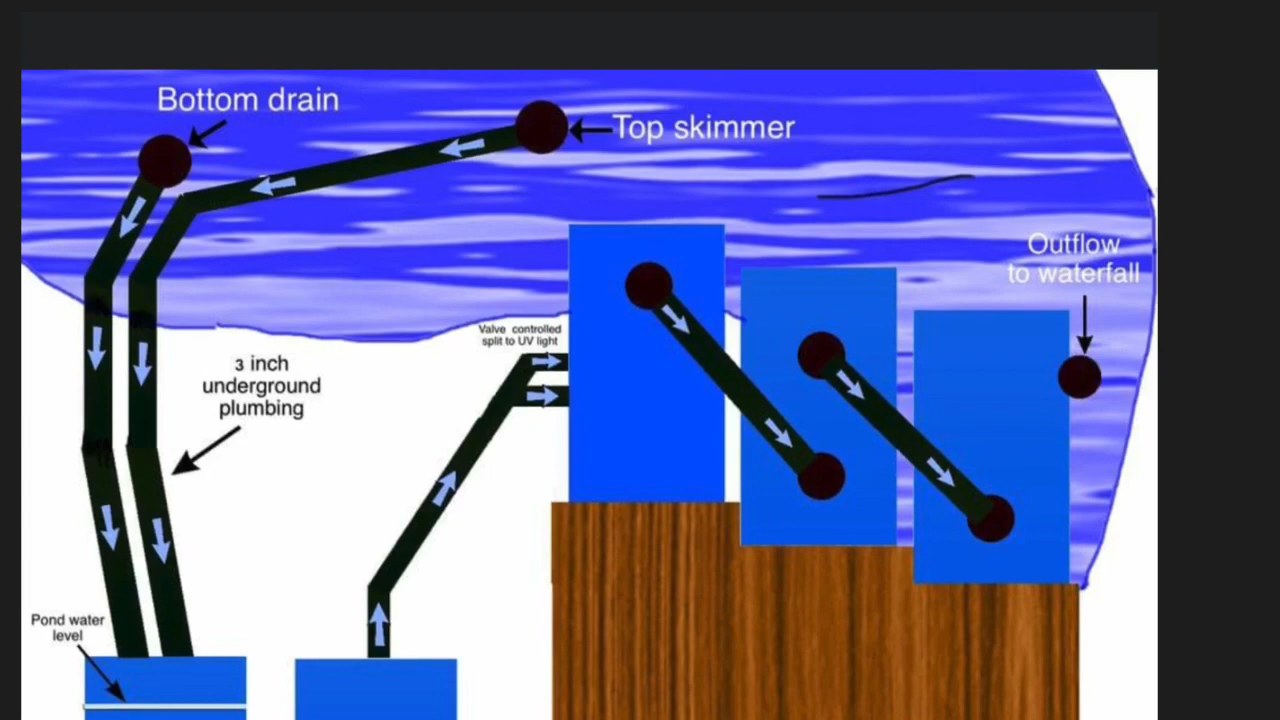 Bottom drain
Top skimmer
Outflow
to waterfall
Valve controlled
split to UV light
3 inch
underground
plumbing
Pond water
level